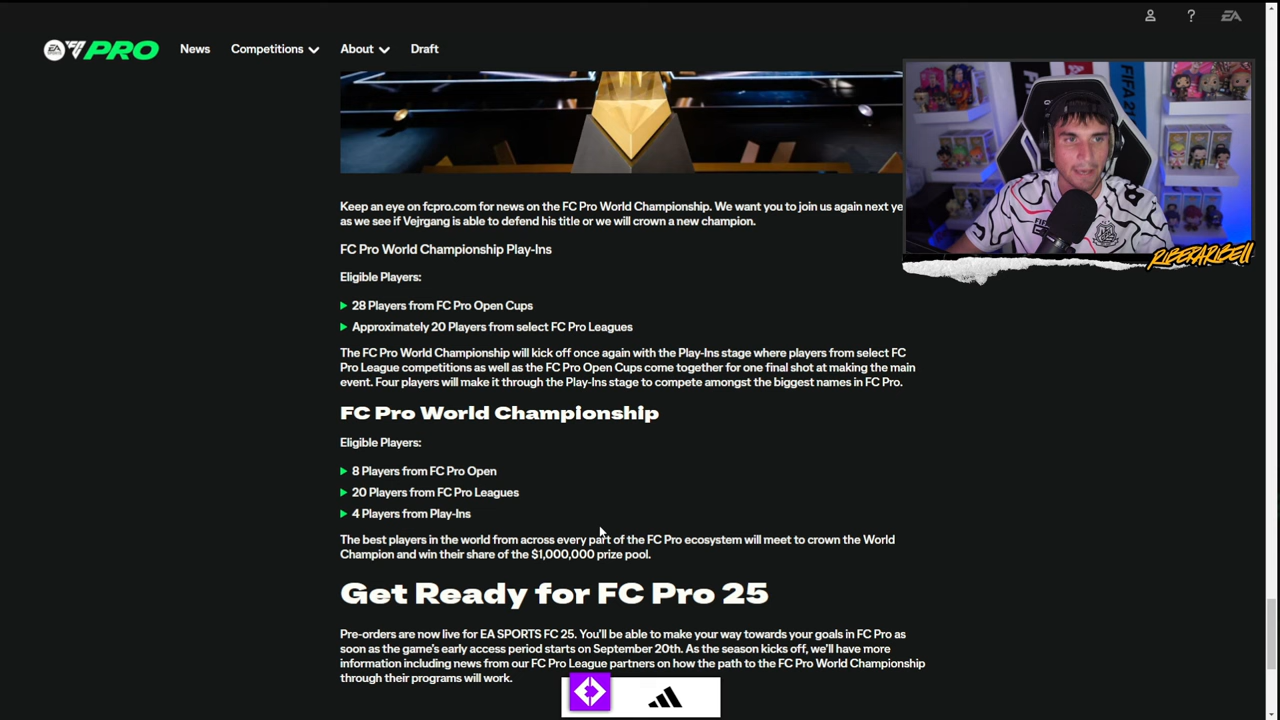 PRO News Competitions About Draft ? EA
Keep an eye on fcpro.com for news on the FC Pro World Championship. We want you to join us again next ye
as we see if Vejrgang is able to defend his title or we will crown a new champion.
FC Pro World Championship Play-Ins
Eligible Players:
28 Players from FC Pro Open Cups
Approximately 20 Players from select FC Pro Leagues
The FC Pro World Championship will kick off once again with the Play-Ins stage where players from select FC
Pro League competitions as well as the FC Pro Open Cups come together for one final shot at making the main
event. Four players will make it through the Play-Ins stage to compete amongst the biggest names in FC Pro.
FC Pro World Championship
Eligible Players:
8 Players from FC Pro Open
20 Players from FC Pro Leagues
4 Players from Play-Ins
The best players in the world from across every part of the FC Pro ecosystem will meet to crown the World
Champion and win their share of the $1,000,000 prize pool.
Get Ready for FC Pro 25
Pre-orders are now live for EA SPORTS FC 25. You'll be able to make your way towards your goals in FC Pro as
soon as the game's early access period starts on September 20th. As the season kicks off, we'll have more
information including news from our FC Pro League partners on how the path to the FC Pro World Championship
through their programs will work.
FIFA 2
RIBERARIBELL